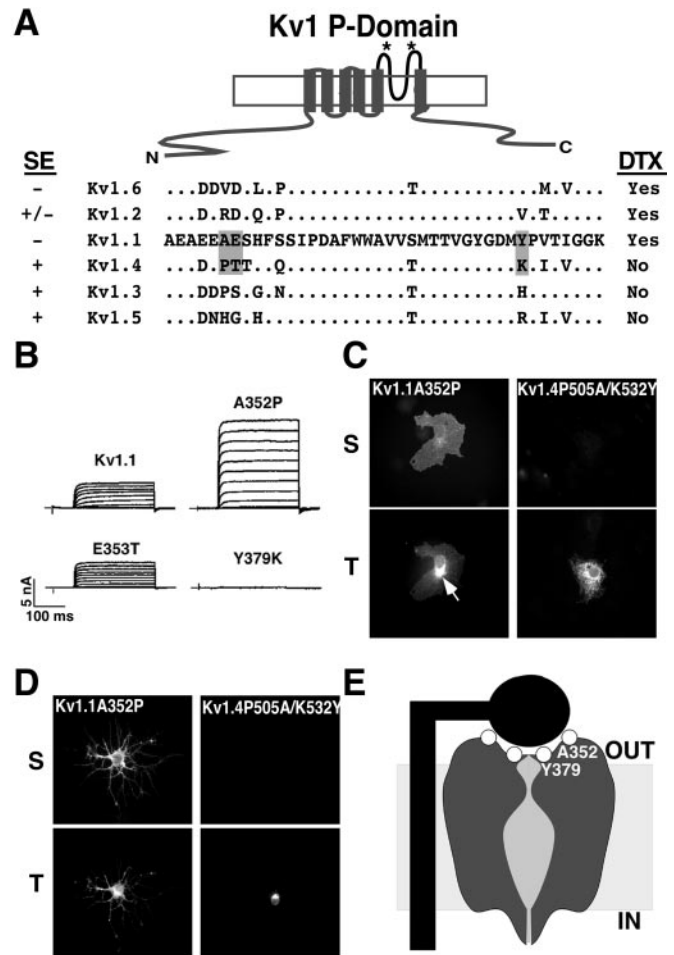 A
Kv1 P-Domain
* *
N
C
SE DTX
- Kv1.6 ...DDVD.L.P............T..........M.V.... Yes
+/- Kv1.2 ...D.RD.Q.P............T........V.T...... Yes
- Kv1.1 AEAEEAESHFSSIPDAFWWAVVSMTTVGYGDMYPVTIGGK Yes
+ Kv1.4 ...D.PTT..Q............T........K.I.V.... No
+ Kv1.3 ...DDPS.G.N............T........H........ No
+ Kv1.5 ...DNHG.H..............T........R.I.V.... No
B
Kv1.1
A352P
E353T
Y379K
5 nA
100 ms
C
Kv1.1A352P
Kv1.4P505A/K532Y
S
T
D
Kv1.1A352P
Kv1.4P505A/K532Y
S
T
E
OUT
A352
Y379
IN